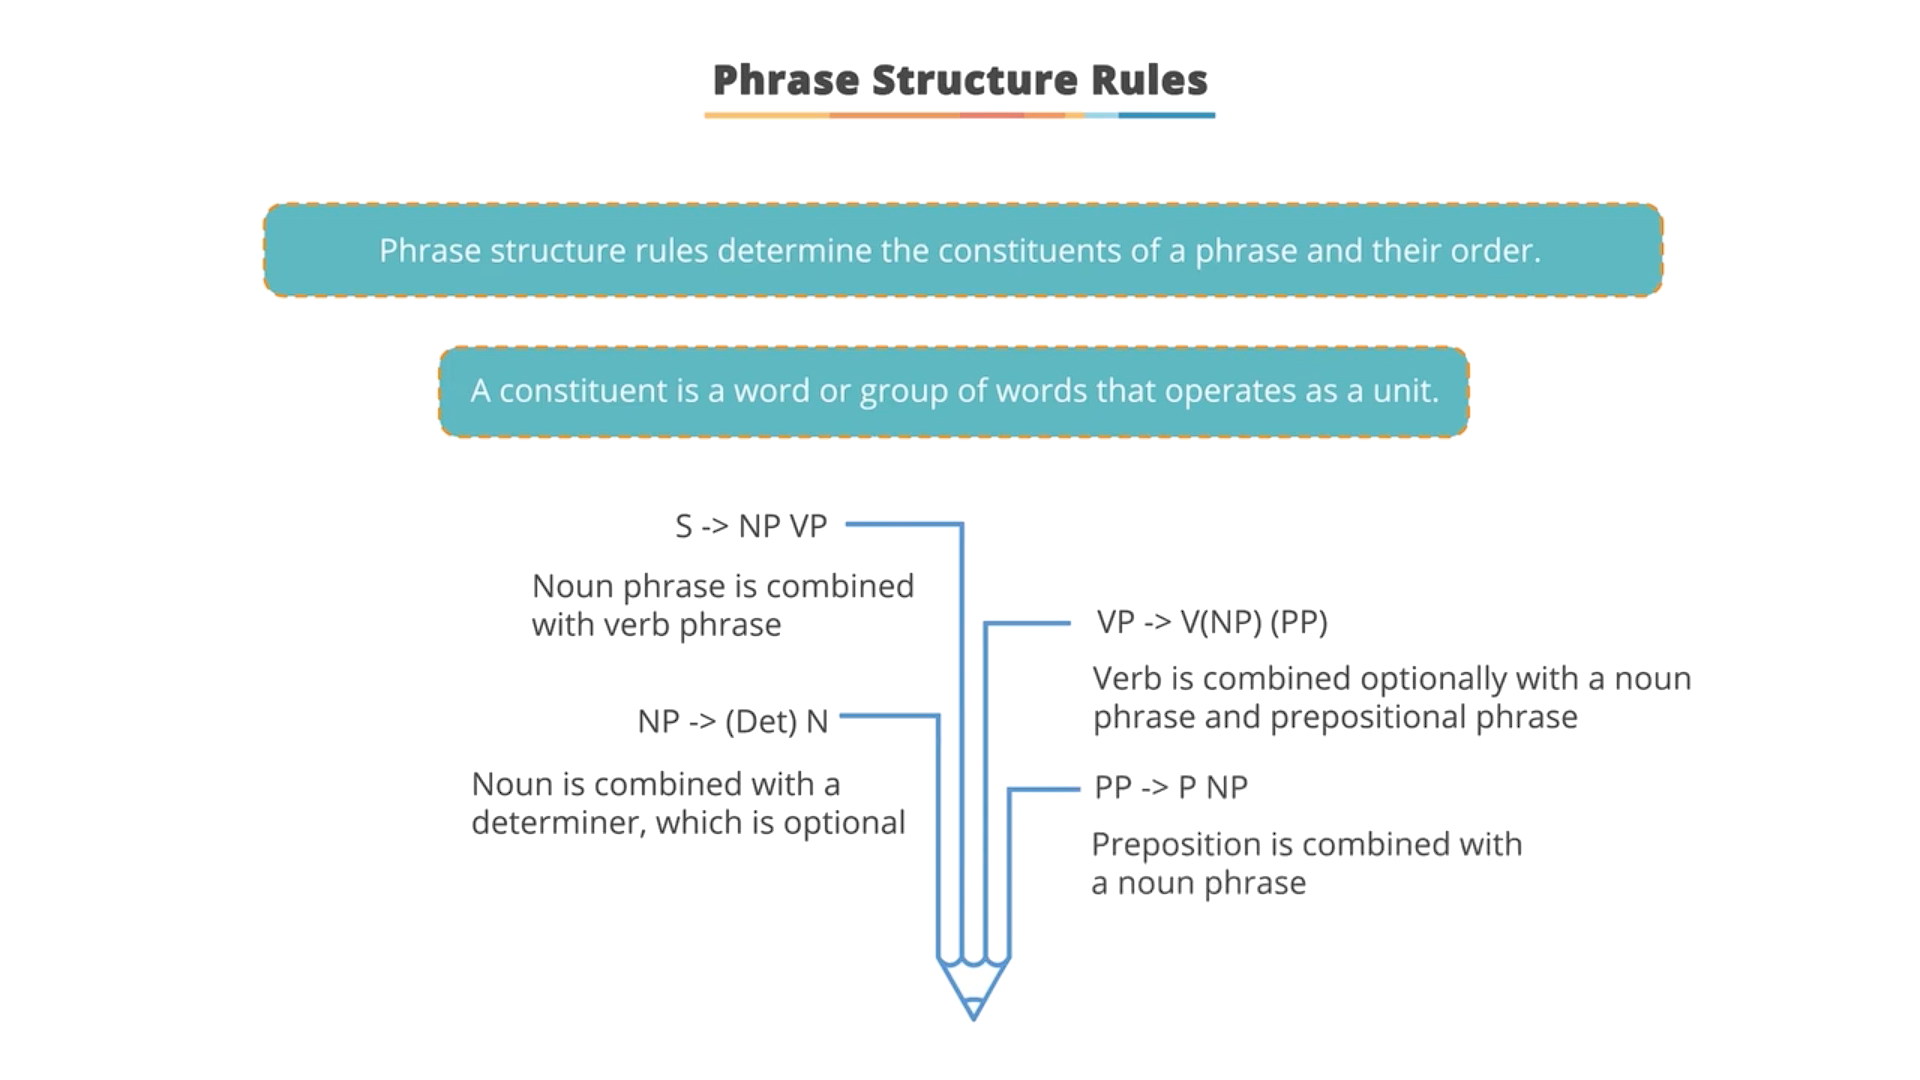 Phrase Structure Rules
Phrase structure rules determine the constituents of a phrase and their order.
A constituent is a word or group of words that operates as a unit.
S -> NP VP
Noun phrase is combined
with verb phrase
NP -> (Det) N
Noun is combined with a
determiner, which is optional
VP -> V(NP) (PP)
Verb is combined optionally with a noun
phrase and prepositional phrase
PP -> P NP
Preposition is combined with
a noun phrase